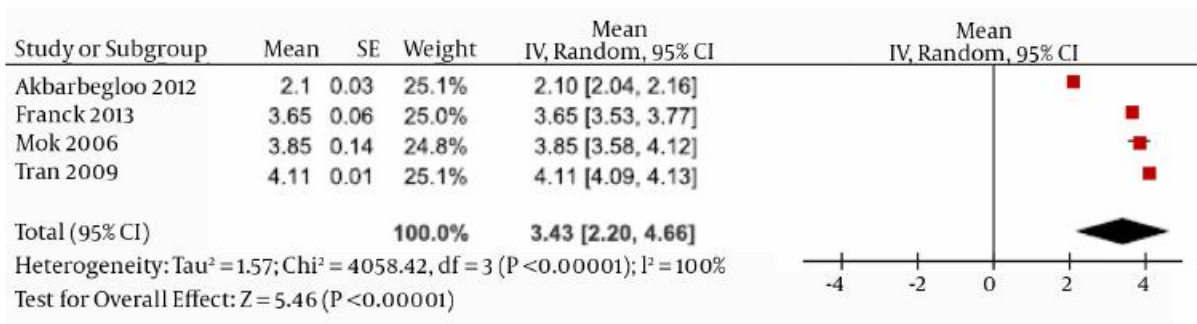 Mean Mean
Study or Subgroup Mean SE Weight IV, Random, 95% CI IV, Random, 95% CI
Akbarbegloo 2012 2.1 0.03 25.1% 2.10 [2.04, 2.16]
Franck 2013 3.65 0.06 25.0% 3.65 [3.53, 3.77]
Mok 2006 3.85 0.14 24.8% 3.85 [3.58, 4.12]
Tran 2009 4.11 0.01 25.1% 4.11 [4.09, 4.13]
Total (95% CI) 100.0% 3.43 [2.20, 4.66]
Heterogeneity: Tau² = 1.57; Chi² = 4058.42, df = 3 (P <0.00001); I² = 100%
Test for Overall Effect: Z = 5.46 (P <0.00001)
-4 -2 0 2 4